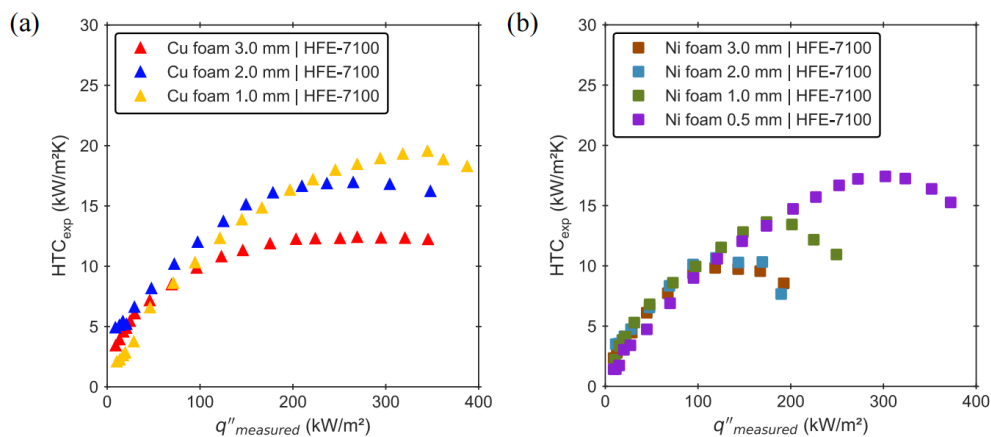 (a)
30
25
20
15
10
5
0
HTCexp (kW/m²K)
Cu foam 3.0 mm | HFE-7100
Cu foam 2.0 mm | HFE-7100
Cu foam 1.0 mm | HFE-7100
0 100 200 300 400
q″measured (kW/m²)
(b)
30
25
20
15
10
5
0
HTCexp (kW/m²K)
Ni foam 3.0 mm | HFE-7100
Ni foam 2.0 mm | HFE-7100
Ni foam 1.0 mm | HFE-7100
Ni foam 0.5 mm | HFE-7100
0 100 200 300 400
q″measured (kW/m²)